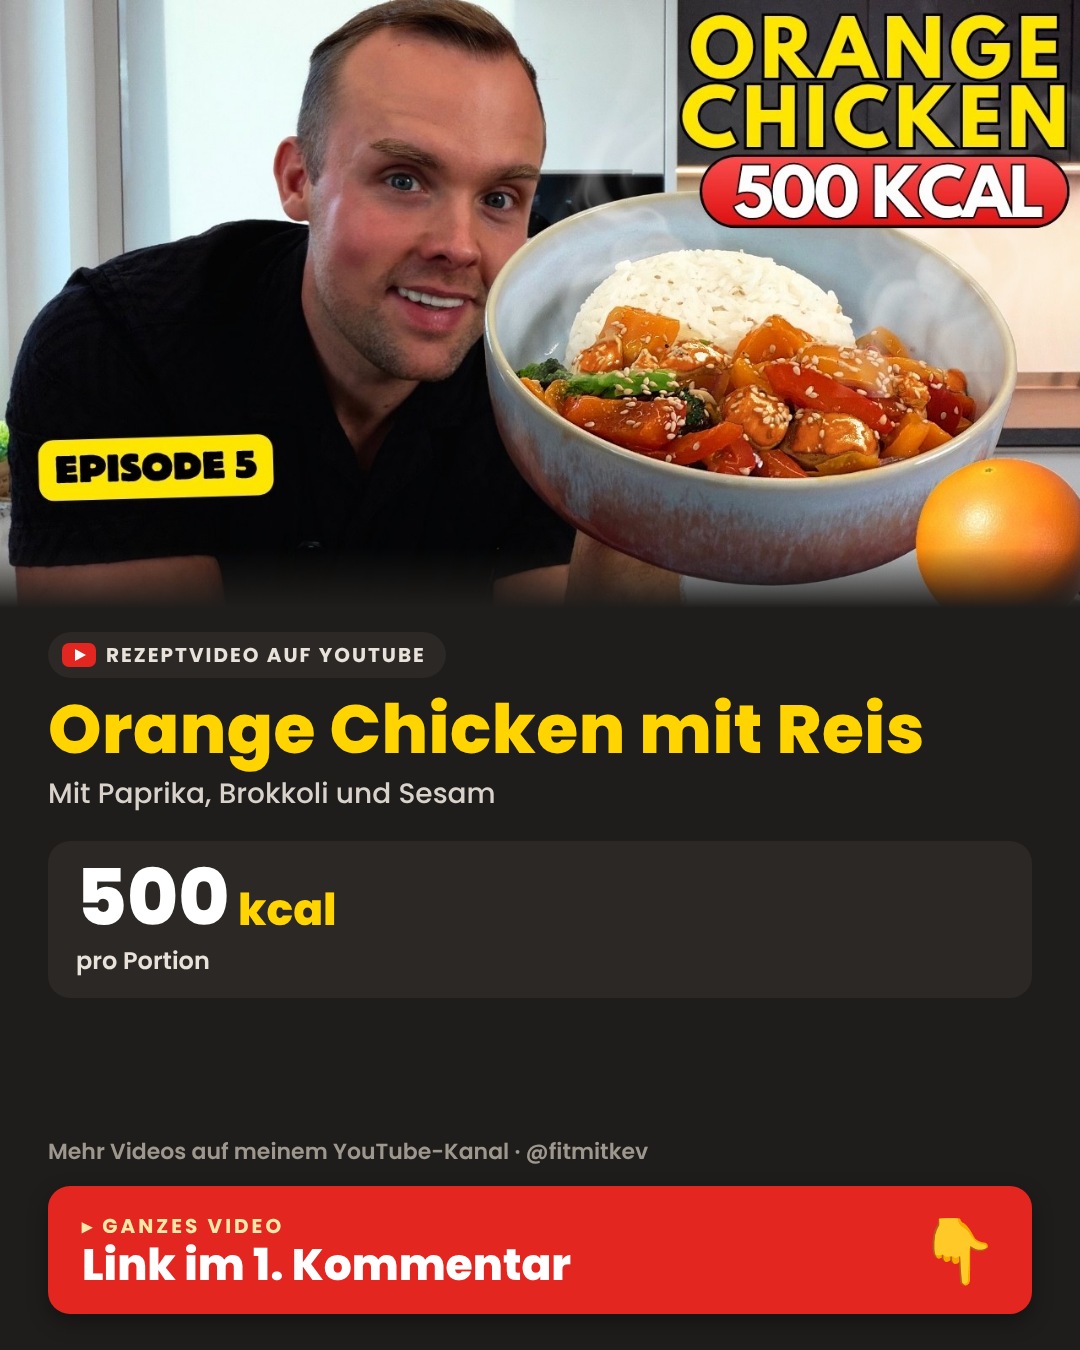 ORANGE
CHICKEN
500 KCAL
EPISODE 5
REZEPTVIDEO AUF YOUTUBE
Orange Chicken mit Reis
Mit Paprika, Brokkoli und Sesam
500 kcal
pro Portion
Mehr Videos auf meinem YouTube-Kanal · @fitmitkev
▸ GANZES VIDEO
Link im 1. Kommentar